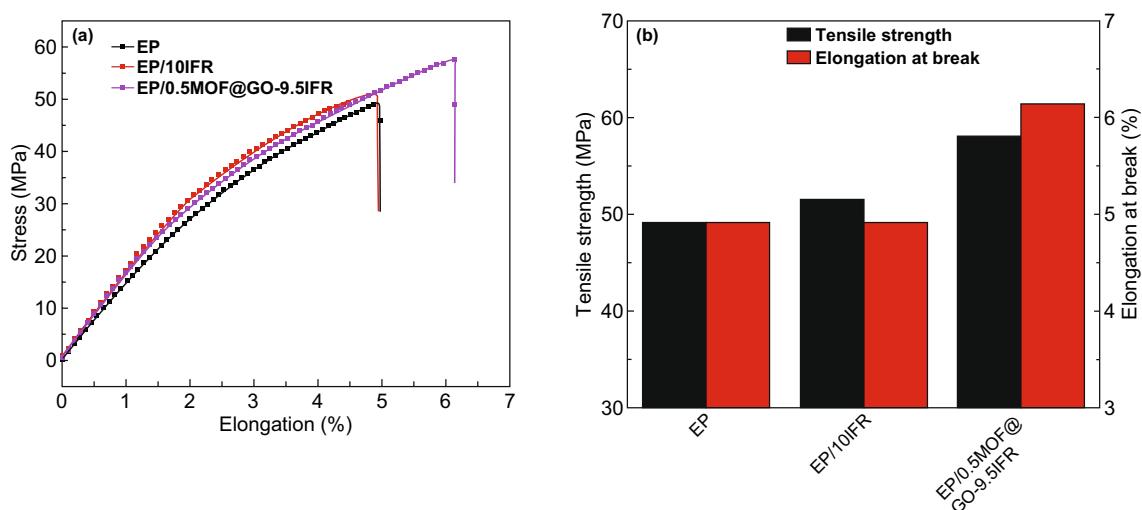 (a)
EP
EP/10IFR
EP/0.5MOF@GO-9.5IFR
60
50
40
30
20
10
0
Stress (MPa)
0 1 2 3 4 5 6 7
Elongation (%)
(b)
Tensile strength
Elongation at break
70
60
50
40
30
Tensile strength (MPa)
7
6
5
4
3
Elongation at break (%)
EP
EP/10IFR
EP/0.5MOF@
GO-9.5IFR